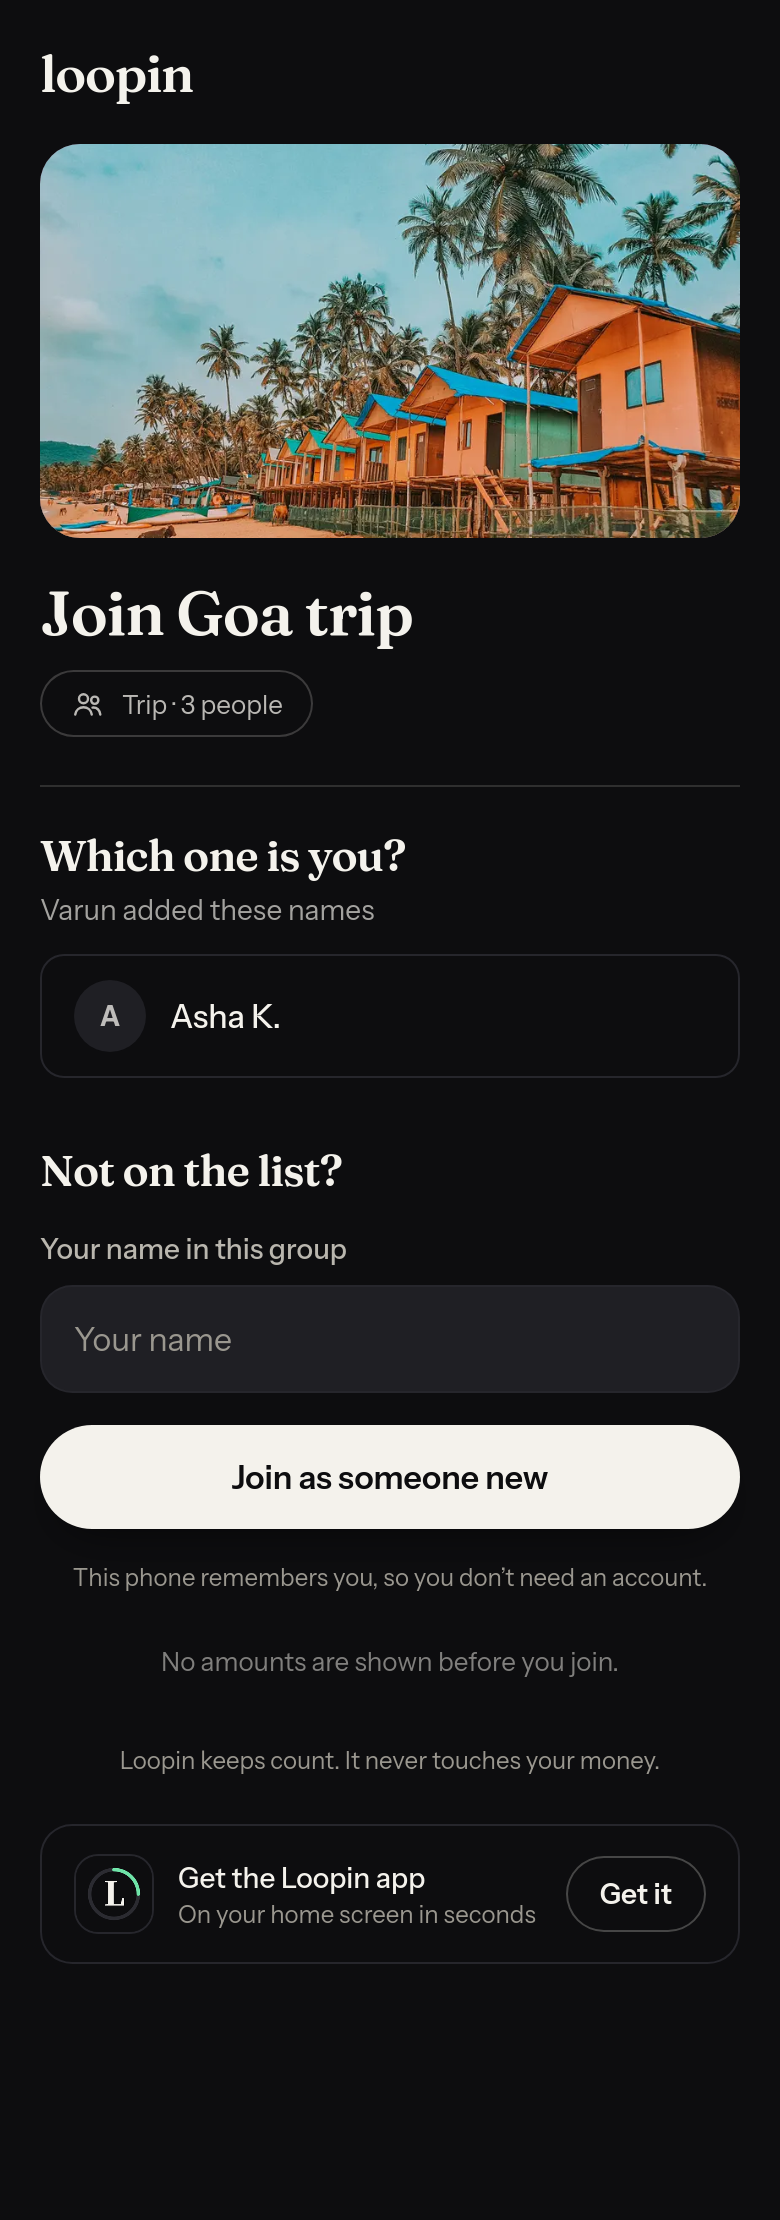 loopin
Join Goa trip
Trip · 3 people
Which one is you?
Varun added these names
A
Asha K.
Not on the list?
Your name in this group
Your name
Join as someone new
This phone remembers you, so you don’t need an account.
No amounts are shown before you join.
Loopin keeps count. It never touches your money.
L
Get the Loopin app
On your home screen in seconds
Get it